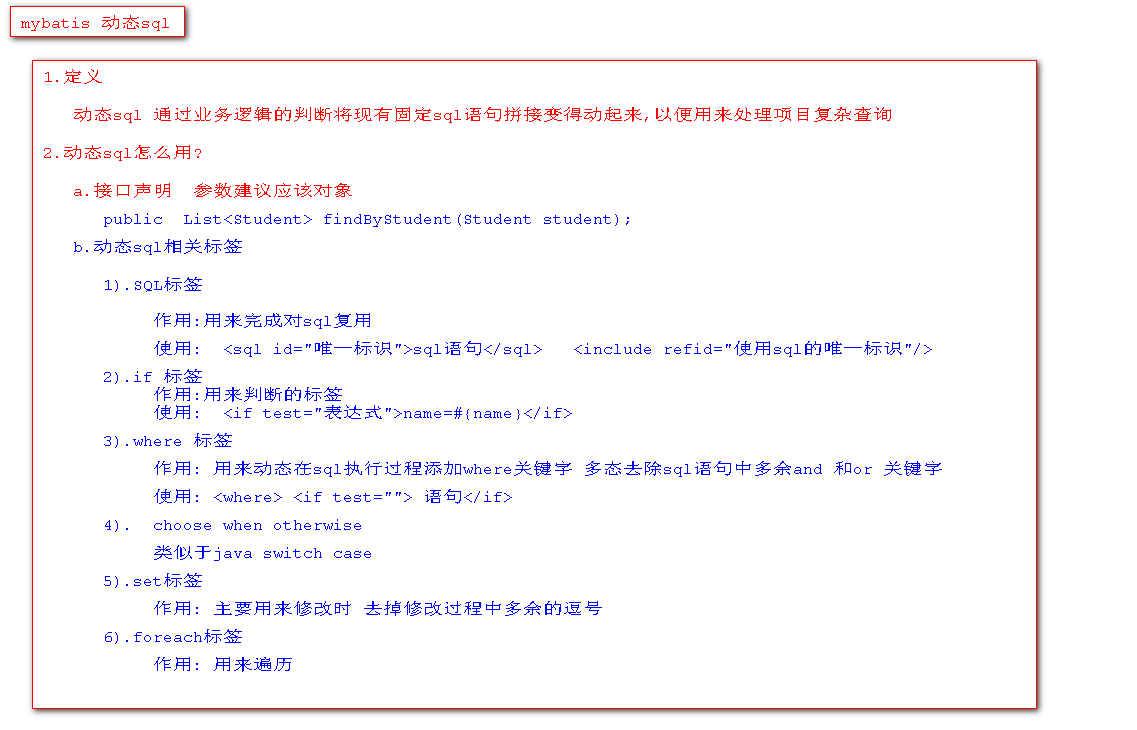 mybatis 动态sql
1.定义
动态sql 通过业务逻辑的判断将现有固定sql语句拼接变得动起来,以便用来处理项目复杂查询
2.动态sql怎么用?
a.接口声明 参数建议应该对象
public List<Student> findByStudent(Student student);
b.动态sql相关标签
1).SQL标签
作用:用来完成对sql复用
使用: <sql id="唯一标识">sql语句</sql> <include refid="使用sql的唯一标识"/>
2).if 标签
作用:用来判断的标签
使用: <if test="表达式">name=#{name}</if>
3).where 标签
作用: 用来动态在sql执行过程添加where关键字 多态去除sql语句中多余and 和or 关键字
使用: <where> <if test=""> 语句</if>
4). choose when otherwise
类似于java switch case
5).set标签
作用: 主要用来修改时 去掉修改过程中多余的逗号
6).foreach标签
作用: 用来遍历